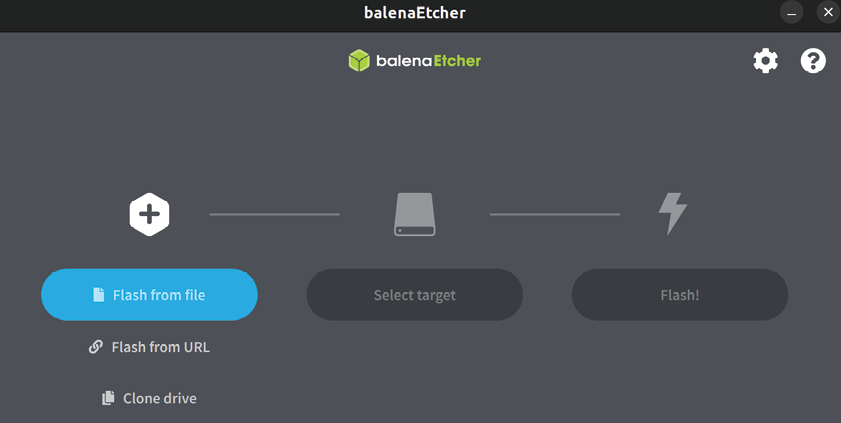 balenaEtcher
balenaEtcher
Flash from file
Select target
Flash!
Flash from URL
Clone drive